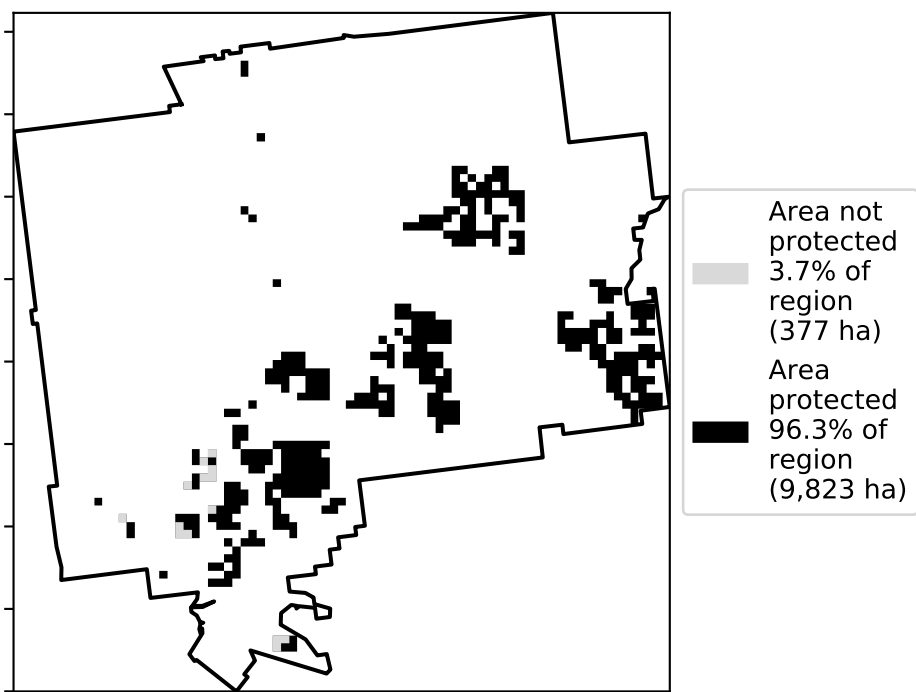 Area not
protected
3.7% of
region
(377 ha)
Area
protected
96.3% of
region
(9,823 ha)